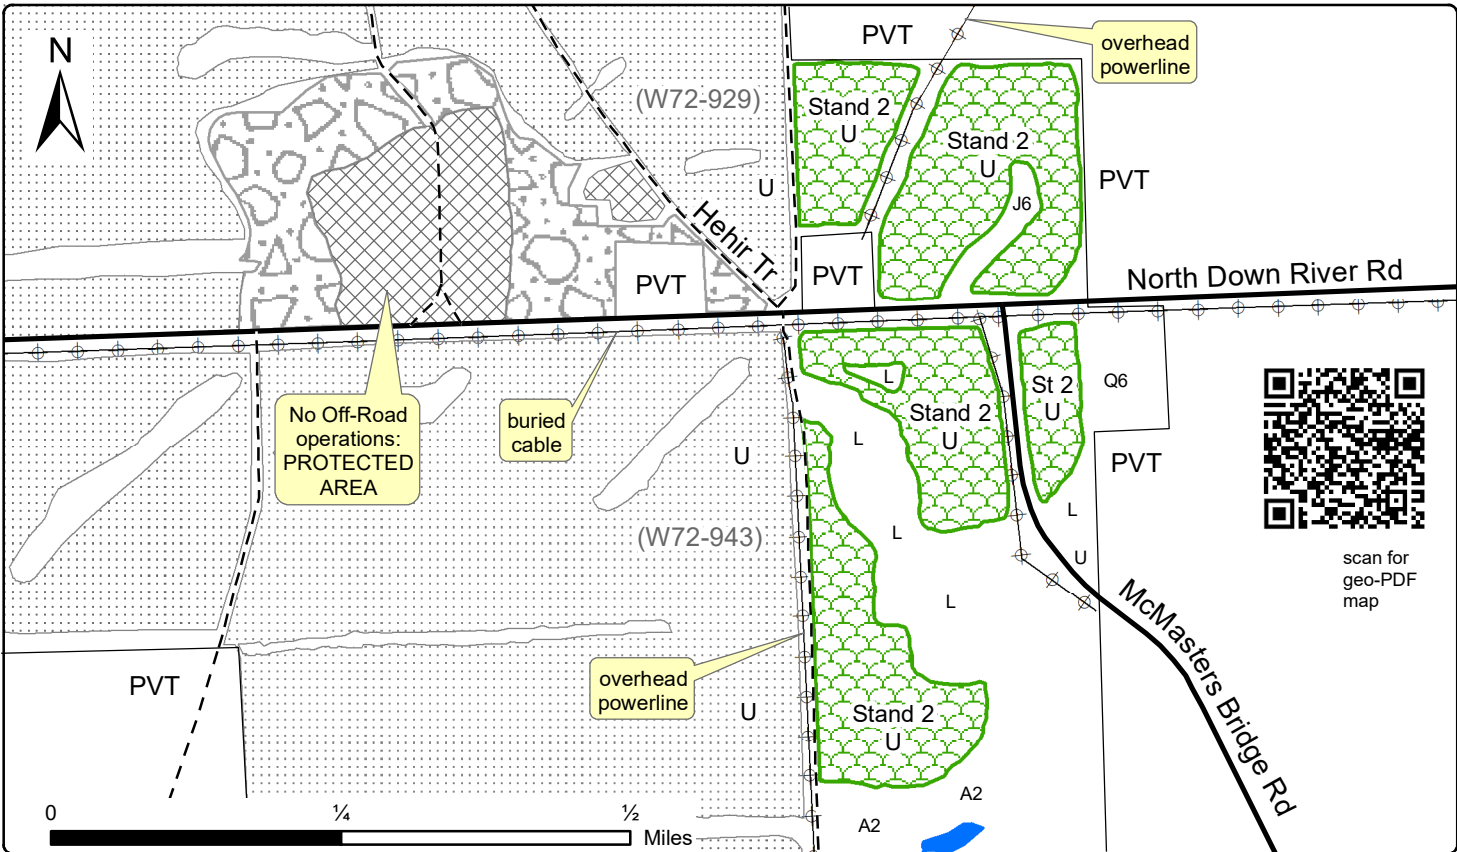 N
PVT
overhead
powerline
(W72-929)
Stand 2
U
Stand 2
U
U
PVT
J6
Hehir Tr
PVT
PVT
North Down River Rd
L
St 2
U
Q6
No Off-Road
operations:
PROTECTED
AREA
buried
cable
Stand 2
U
L
U
PVT
L
L
(W72-943)
U
scan for
geo-PDF
map
L
McMasters Bridge Rd
PVT
overhead
powerline
U
Stand 2
U
A2
A2
0 ¼ ½
Miles